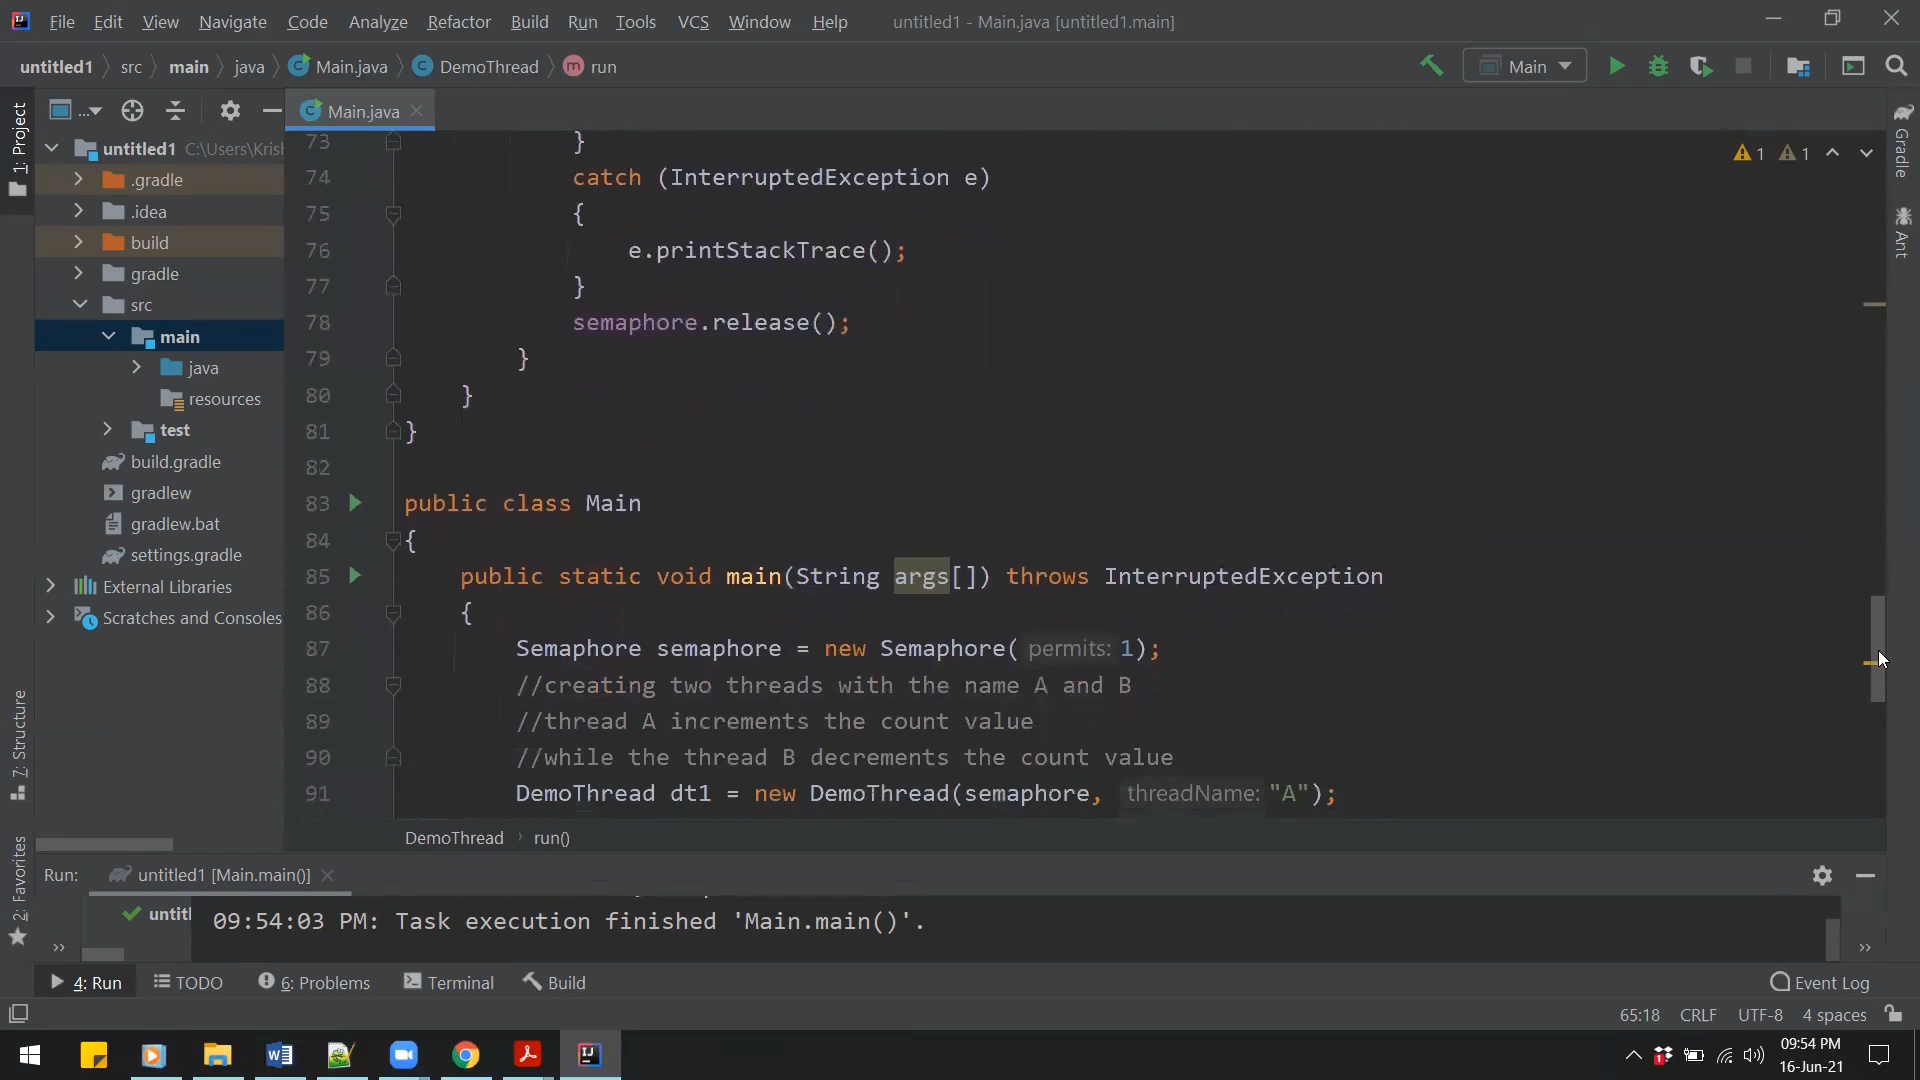 File Edit View Navigate Code Analyze Refactor Build Run Tools VCS Window Help untitled1 - Main.java [untitled1.main]
untitled1 src main java Main.java DemoThread run Main
... Main.java
1: Project
Gradle
Ant
untitled1 C:\Users\Krish
.gradle
.idea
build
gradle
src
main
java
resources
test
build.gradle
gradlew
gradlew.bat
settings.gradle
External Libraries
Scratches and Consoles
7: Structure
2: Favorites
1 1
73 }
74 catch (InterruptedException e)
75 {
76 e.printStackTrace();
77 }
78 semaphore.release();
79 }
80 }
81 }
82
83 public class Main
84 {
85 public static void main(String args[]) throws InterruptedException
86 {
87 Semaphore semaphore = new Semaphore( permits: 1);
88 //creating two threads with the name A and B
89 //thread A increments the count value
90 //while the thread B decrements the count value
91 DemoThread dt1 = new DemoThread(semaphore, threadName: "A");
DemoThread run()
Run: untitled1 [Main.main()]
untitl 09:54:03 PM: Task execution finished 'Main.main()'.
4: Run TODO 6: Problems Terminal Build Event Log
65:18 CRLF UTF-8 4 spaces
09:54 PM
16-Jun-21